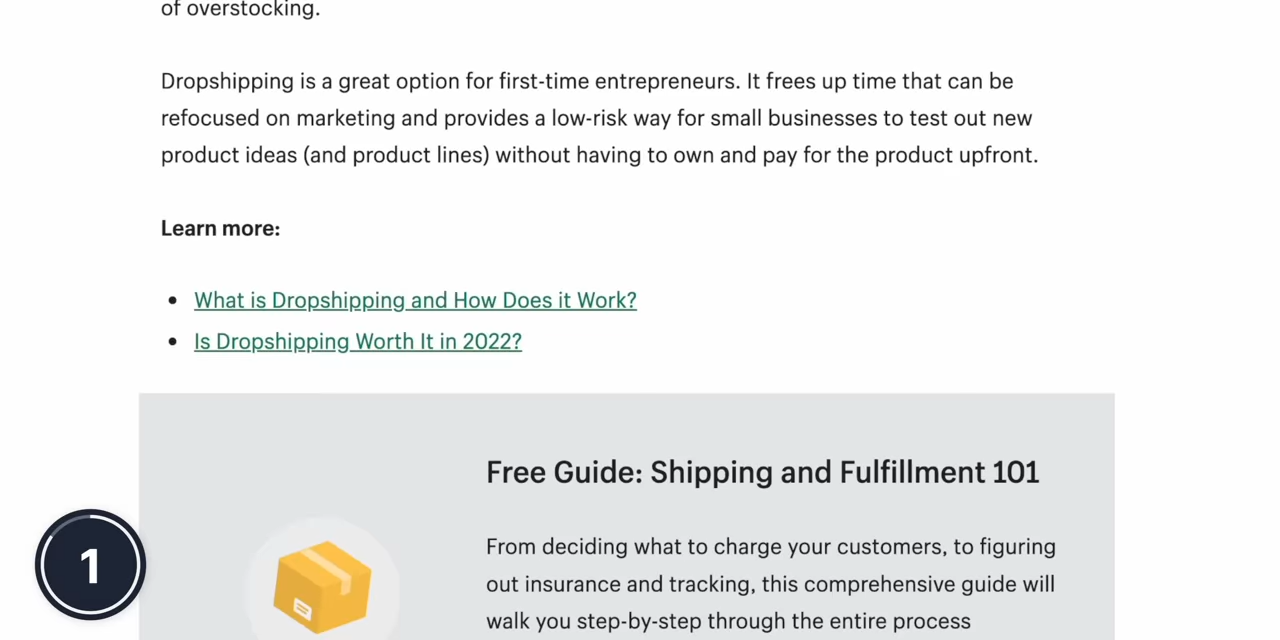 of overstocking.
Dropshipping is a great option for first-time entrepreneurs. It frees up time that can be
refocused on marketing and provides a low-risk way for small businesses to test out new
product ideas (and product lines) without having to own and pay for the product upfront.
Learn more:
• What is Dropshipping and How Does it Work?
• Is Dropshipping Worth It in 2022?
Free Guide: Shipping and Fulfillment 101
From deciding what to charge your customers, to figuring
out insurance and tracking, this comprehensive guide will
walk you step-by-step through the entire process
1